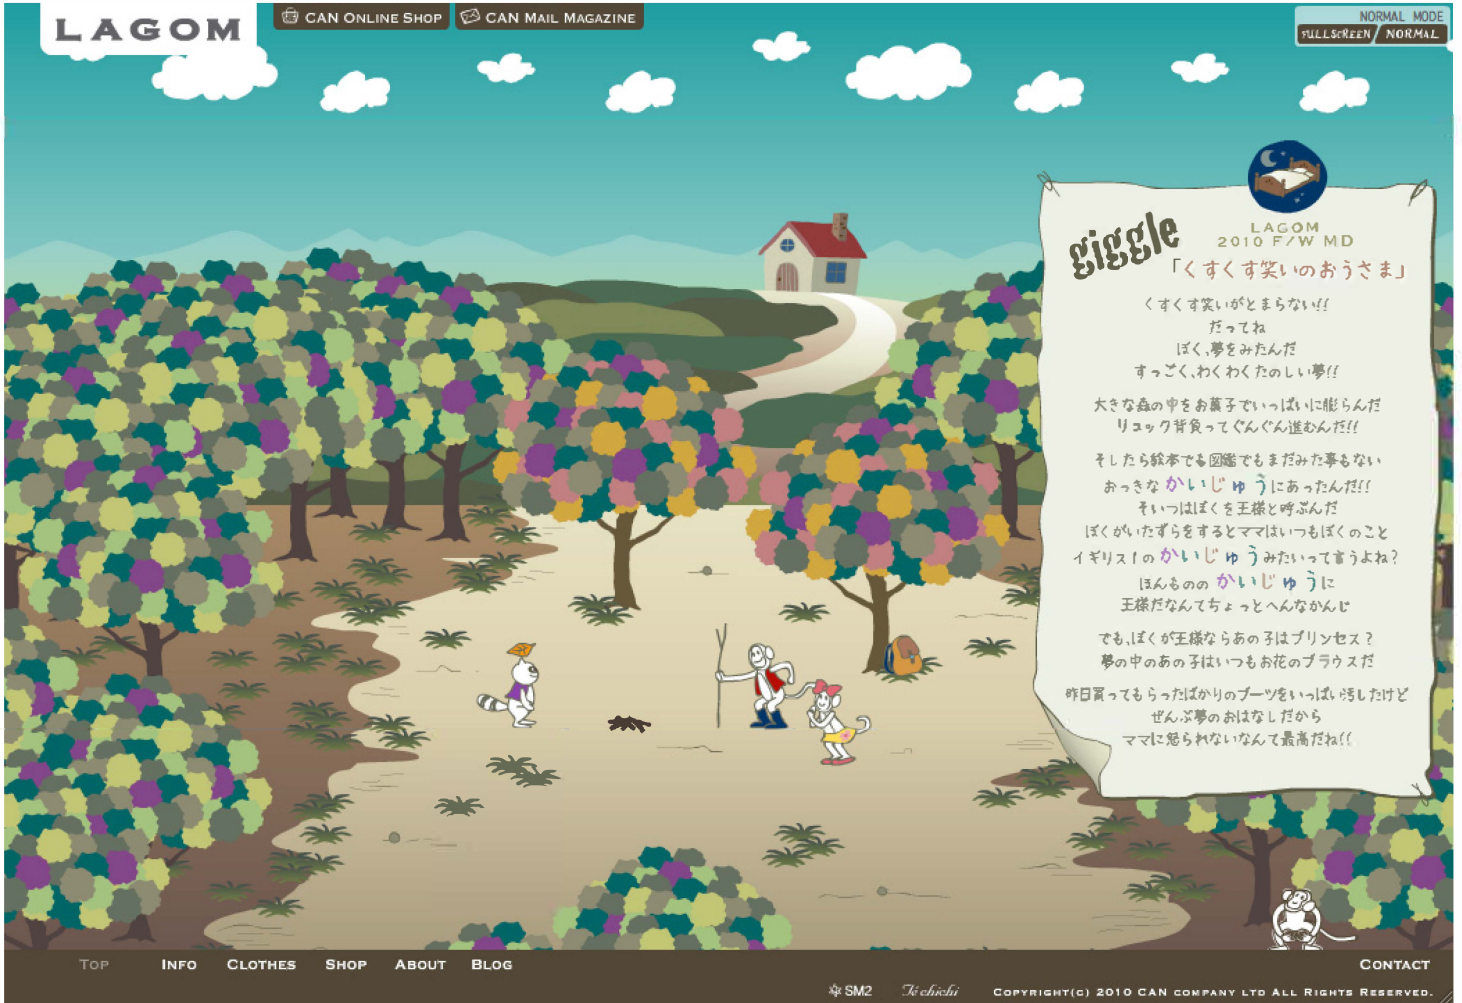 LAGOM
CAN ONLINE SHOP
CAN MAIL MAGAZINE
NORMAL MODE
FULLSCREEN / NORMAL
giggle
LAGOM
2010 F/W MD
「くすくす笑いのおうさま」
くすくす笑いがとまらない!!
だってね
ぼく、夢をみたんだ
すっごく、わくわくたのしい夢!!
大きな森の中をお菓子でいっぱいに膨らんだ
リュック背負ってぐんぐん進むんだ!!
そしたら絵本でも図鑑でもまだみた事もない
おっきなかいじゅうにあったんだ!!
そいつはぼくを王様と呼ぶんだ
ぼくがいたずらをするとママはいつもぼくのこと
イギリス1のかいじゅうみたいって言うよね?
ほんもののかいじゅうに
王様だなんてちょっとへんなかんじ
でも、ぼくが王様ならあの子はプリンセス?
夢の中のあの子はいつもお花のブラウスだ
昨日買ってもらったばかりのブーツをいっぱい汚したけど
ぜんぶ夢のおはなしだから
ママに怒られないなんて最高だね!!
TOP
INFO
CLOTHES
SHOP
ABOUT
BLOG
CONTACT
SM2
Té chichi
COPYRIGHT(C) 2010 CAN COMPANY LTD ALL RIGHTS RESERVED.